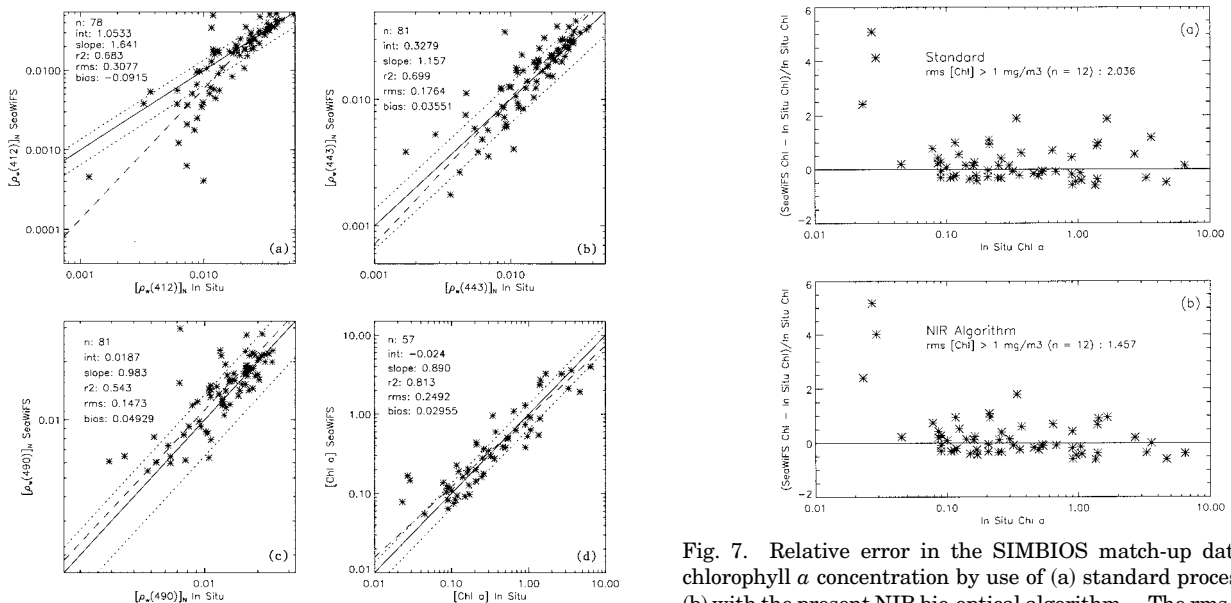 n: 78
int: 1.0533
slope: 1.641
r2: 0.683
rms: 0.3077
bias: -0.0915
0.0100
0.0010
0.0001
[ρw(412)]N SeaWiFS
(a)
0.001
0.010
[ρw(412)]N In Situ
n: 81
int: 0.3279
slope: 1.157
r2: 0.699
rms: 0.1764
bias: 0.03551
0.010
0.001
[ρw(443)]N SeaWiFS
(b)
0.001
0.010
[ρw(443)]N In Situ
n: 81
int: 0.0187
slope: 0.983
r2: 0.543
rms: 0.1473
bias: 0.04929
0.01
[ρw(490)]N SeaWiFS
(c)
0.01
[ρw(490)]N In Situ
n: 57
int: -0.024
slope: 0.890
r2: 0.813
rms: 0.2492
bias: 0.02955
10.00
1.00
0.10
0.01
[Chl a] SeaWiFS
(d)
0.01
0.10
1.00
10.00
[Chl a] In Situ
(a)
Standard
rms [Chl] > 1 mg/m3 (n = 12) : 2.036
6
4
2
0
-2
(SeaWiFS Chl - In Situ Chl)/In Situ Chl
0.01
0.10
1.00
10.00
In Situ Chl a
(b)
NIR Algorithm
rms [Chl] > 1 mg/m3 (n = 12) : 1.457
6
4
2
0
-2
(SeaWiFS Chl - In Situ Chl)/In Situ Chl
0.01
0.10
1.00
10.00
In Situ Chl a
Fig. 7. Relative error in the SIMBIOS match-up dat
chlorophyll a concentration by use of (a) standard proce
(b) with the present NIR bio-optical algorithm. The rms